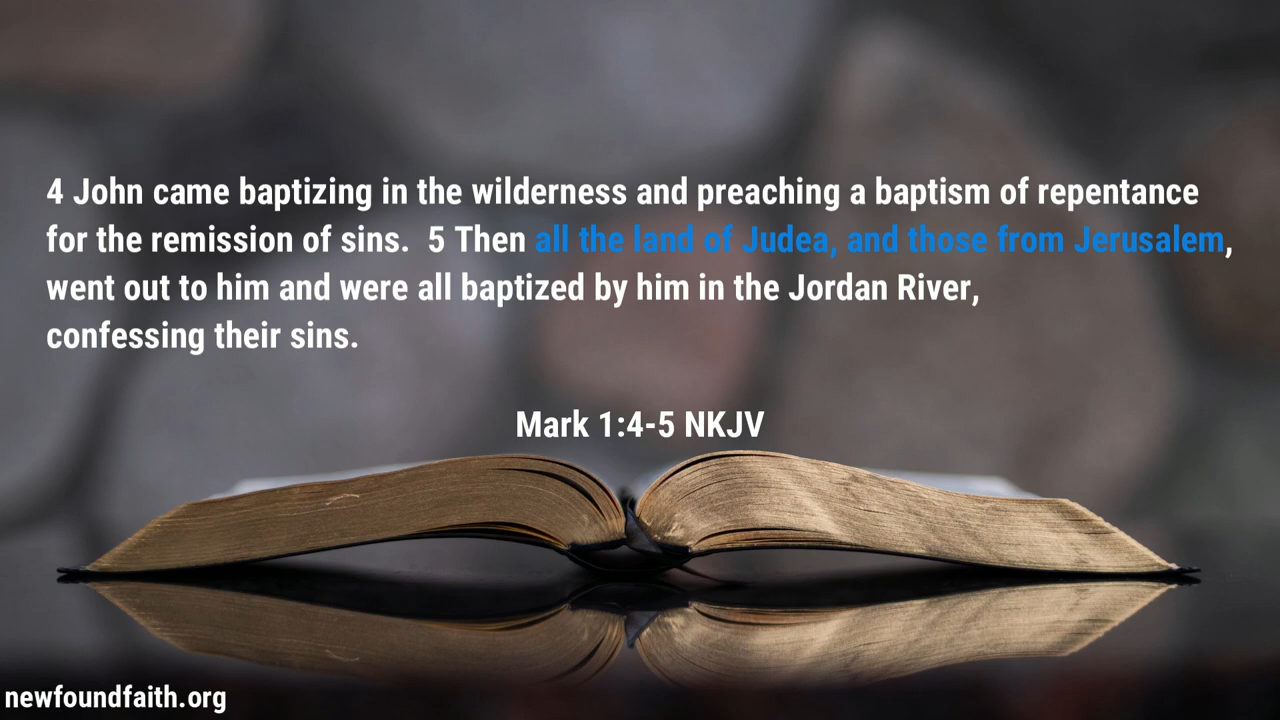 4 John came baptizing in the wilderness and preaching a baptism of repentance
for the remission of sins.  5 Then all the land of Judea, and those from Jerusalem,
went out to him and were all baptized by him in the Jordan River,
confessing their sins.
Mark 1:4-5 NKJV
newfoundfaith.org